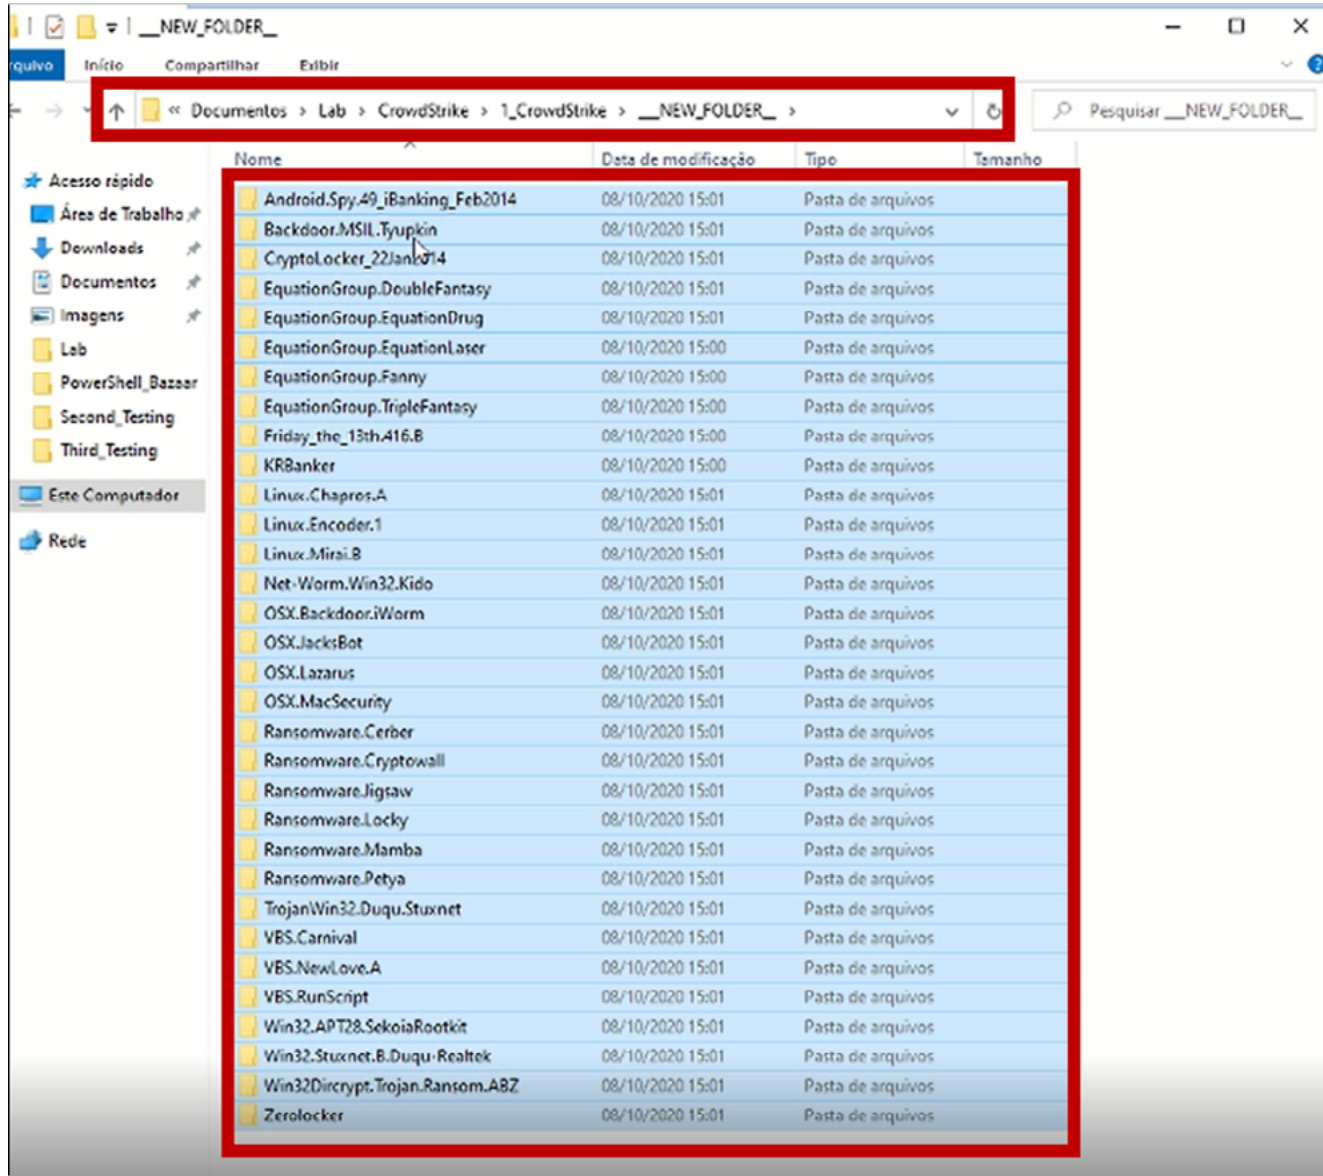 __NEW_FOLDER__
rquivo Início Compartilhar Exibir
« Documentos > Lab > CrowdStrike > 1_CrowdStrike > __NEW_FOLDER__ >
Pesquisar __NEW_FOLDER__
Nome Data de modificação Tipo Tamanho
Acesso rápido
Área de Trabalho
Downloads
Documentos
Imagens
Lab
PowerShell_Bazaar
Second_Testing
Third_Testing
Este Computador
Rede
Android.Spy.49_iBanking_Feb2014 08/10/2020 15:01 Pasta de arquivos
Backdoor.MSIL.Tyupkin 08/10/2020 15:01 Pasta de arquivos
CryptoLocker_22Jan2014 08/10/2020 15:01 Pasta de arquivos
EquationGroup.DoubleFantasy 08/10/2020 15:01 Pasta de arquivos
EquationGroup.EquationDrug 08/10/2020 15:01 Pasta de arquivos
EquationGroup.EquationLaser 08/10/2020 15:00 Pasta de arquivos
EquationGroup.Fanny 08/10/2020 15:00 Pasta de arquivos
EquationGroup.TripleFantasy 08/10/2020 15:00 Pasta de arquivos
Friday_the_13th.416.B 08/10/2020 15:00 Pasta de arquivos
KRBanker 08/10/2020 15:00 Pasta de arquivos
Linux.Chapros.A 08/10/2020 15:01 Pasta de arquivos
Linux.Encoder.1 08/10/2020 15:01 Pasta de arquivos
Linux.Mirai.B 08/10/2020 15:01 Pasta de arquivos
Net-Worm.Win32.Kido 08/10/2020 15:01 Pasta de arquivos
OSX.Backdoor.iWorm 08/10/2020 15:01 Pasta de arquivos
OSX.JacksBot 08/10/2020 15:01 Pasta de arquivos
OSX.Lazarus 08/10/2020 15:01 Pasta de arquivos
OSX.MacSecurity 08/10/2020 15:01 Pasta de arquivos
Ransomware.Cerber 08/10/2020 15:01 Pasta de arquivos
Ransomware.Cryptowall 08/10/2020 15:01 Pasta de arquivos
Ransomware.Jigsaw 08/10/2020 15:01 Pasta de arquivos
Ransomware.Locky 08/10/2020 15:01 Pasta de arquivos
Ransomware.Mamba 08/10/2020 15:01 Pasta de arquivos
Ransomware.Petya 08/10/2020 15:01 Pasta de arquivos
TrojanWin32.Duqu.Stuxnet 08/10/2020 15:01 Pasta de arquivos
VBS.Carnival 08/10/2020 15:01 Pasta de arquivos
VBS.NewLove.A 08/10/2020 15:01 Pasta de arquivos
VBS.RunScript 08/10/2020 15:01 Pasta de arquivos
Win32.APT28.SekoiaRootkit 08/10/2020 15:01 Pasta de arquivos
Win32.Stuxnet.B.Duqu-Realtek 08/10/2020 15:01 Pasta de arquivos
Win32Dircrypt.Trojan.Ransom.ABZ 08/10/2020 15:01 Pasta de arquivos
Zerolocker 08/10/2020 15:01 Pasta de arquivos